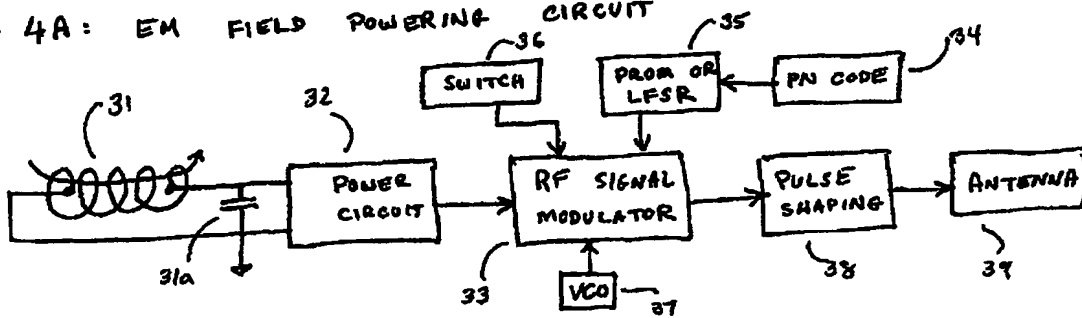 4A: EM FIELD POWERING CIRCUIT
36
35
34
SWITCH
PROM OR
LFSR
PN CODE
31
32
POWER
CIRCUIT
RF SIGNAL
MODULATOR
PULSE
SHAPING
ANTENNA
31a
33
VCO
37
38
39